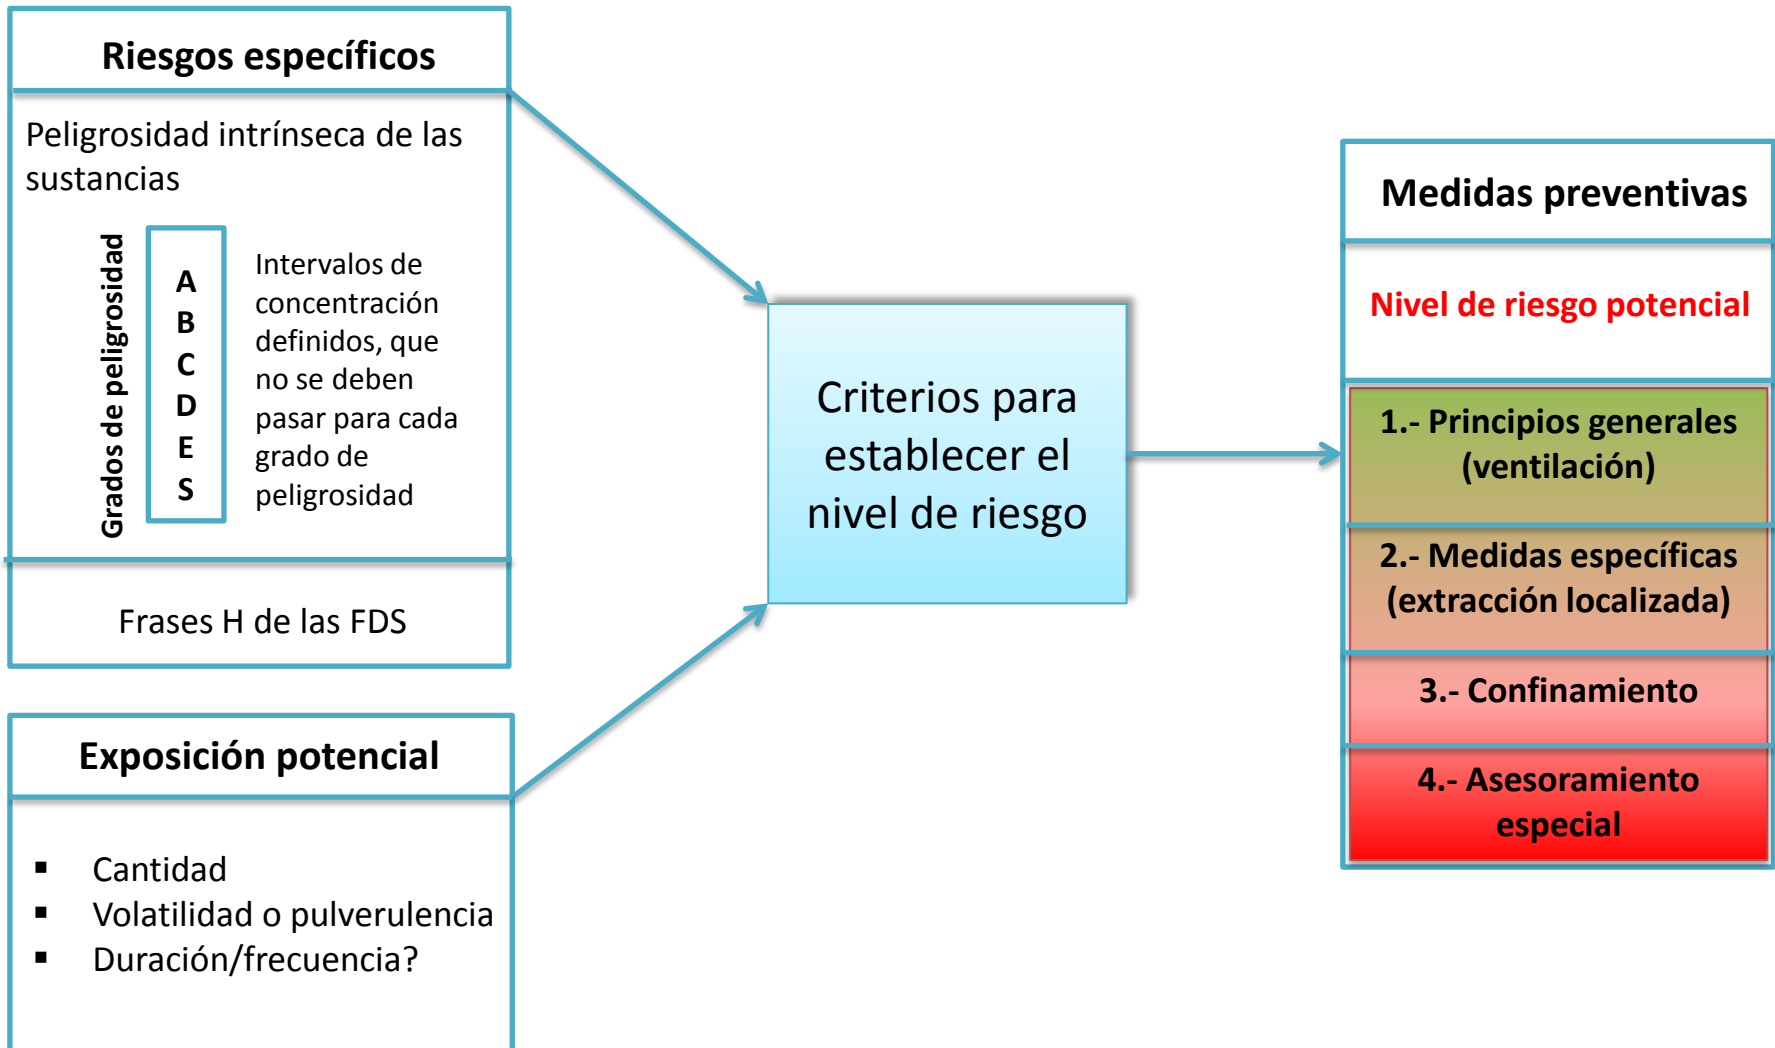 Riesgos específicos
Peligrosidad intrínseca de las
sustancias
Grados de peligrosidad
A
B
C
D
E
S
Intervalos de
concentración
definidos, que
no se deben
pasar para cada
grado de
peligrosidad
Frases H de las FDS
Exposición potencial
▪ Cantidad
▪ Volatilidad o pulverulencia
▪ Duración/frecuencia?
Criterios para
establecer el
nivel de riesgo
Medidas preventivas
Nivel de riesgo potencial
1.- Principios generales
(ventilación)
2.- Medidas específicas
(extracción localizada)
3.- Confinamiento
4.- Asesoramiento
especial